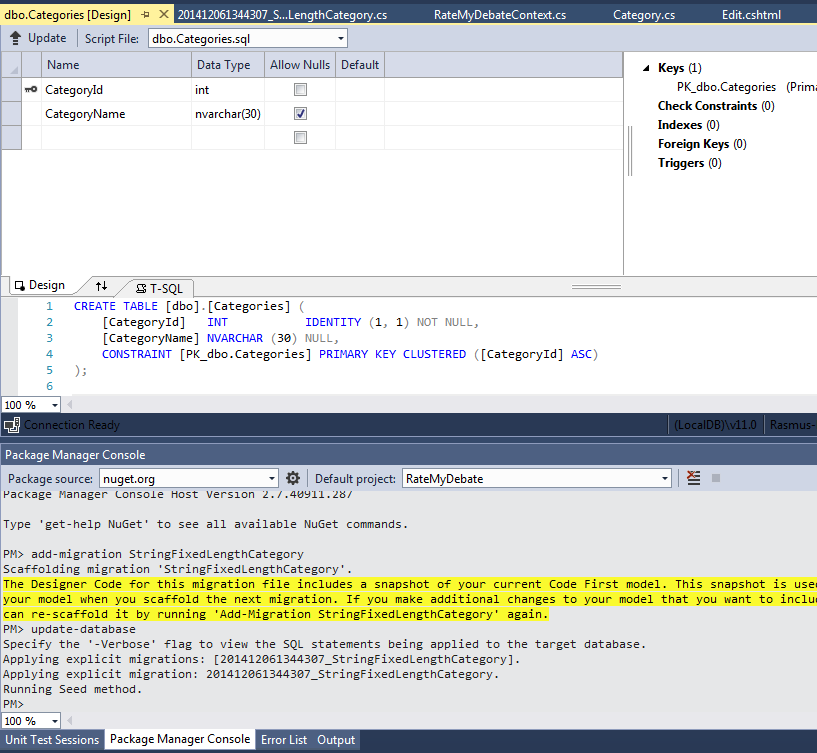 dbo.Categories [Design]
201412061344307_S...LengthCategory.cs
RateMyDebateContext.cs
Category.cs
Edit.cshtml
Update
Script File: dbo.Categories.sql
Name Data Type Allow Nulls Default
CategoryId int
CategoryName nvarchar(30)
Keys (1)
PK_dbo.Categories (Prima
Check Constraints (0)
Indexes (0)
Foreign Keys (0)
Triggers (0)
Design T-SQL
1 CREATE TABLE [dbo].[Categories] (
2 [CategoryId] INT IDENTITY (1, 1) NOT NULL,
3 [CategoryName] NVARCHAR (30) NULL,
4 CONSTRAINT [PK_dbo.Categories] PRIMARY KEY CLUSTERED ([CategoryId] ASC)
5 );
6
100 %
Connection Ready (LocalDB)\v11.0 Rasmus-
Package Manager Console
Package source: nuget.org Default project: RateMyDebate
Package Manager Console Host Version 2.7.40911.287
Type 'get-help NuGet' to see all available NuGet commands.
PM> add-migration StringFixedLengthCategory
Scaffolding migration 'StringFixedLengthCategory'.
The Designer Code for this migration file includes a snapshot of your current Code First model. This snapshot is used
your model when you scaffold the next migration. If you make additional changes to your model that you want to inclu
can re-scaffold it by running 'Add-Migration StringFixedLengthCategory' again.
PM> update-database
Specify the '-Verbose' flag to view the SQL statements being applied to the target database.
Applying explicit migrations: [201412061344307_StringFixedLengthCategory].
Applying explicit migration: 201412061344307_StringFixedLengthCategory.
Running Seed method.
PM>
100 %
Unit Test Sessions Package Manager Console Error List Output